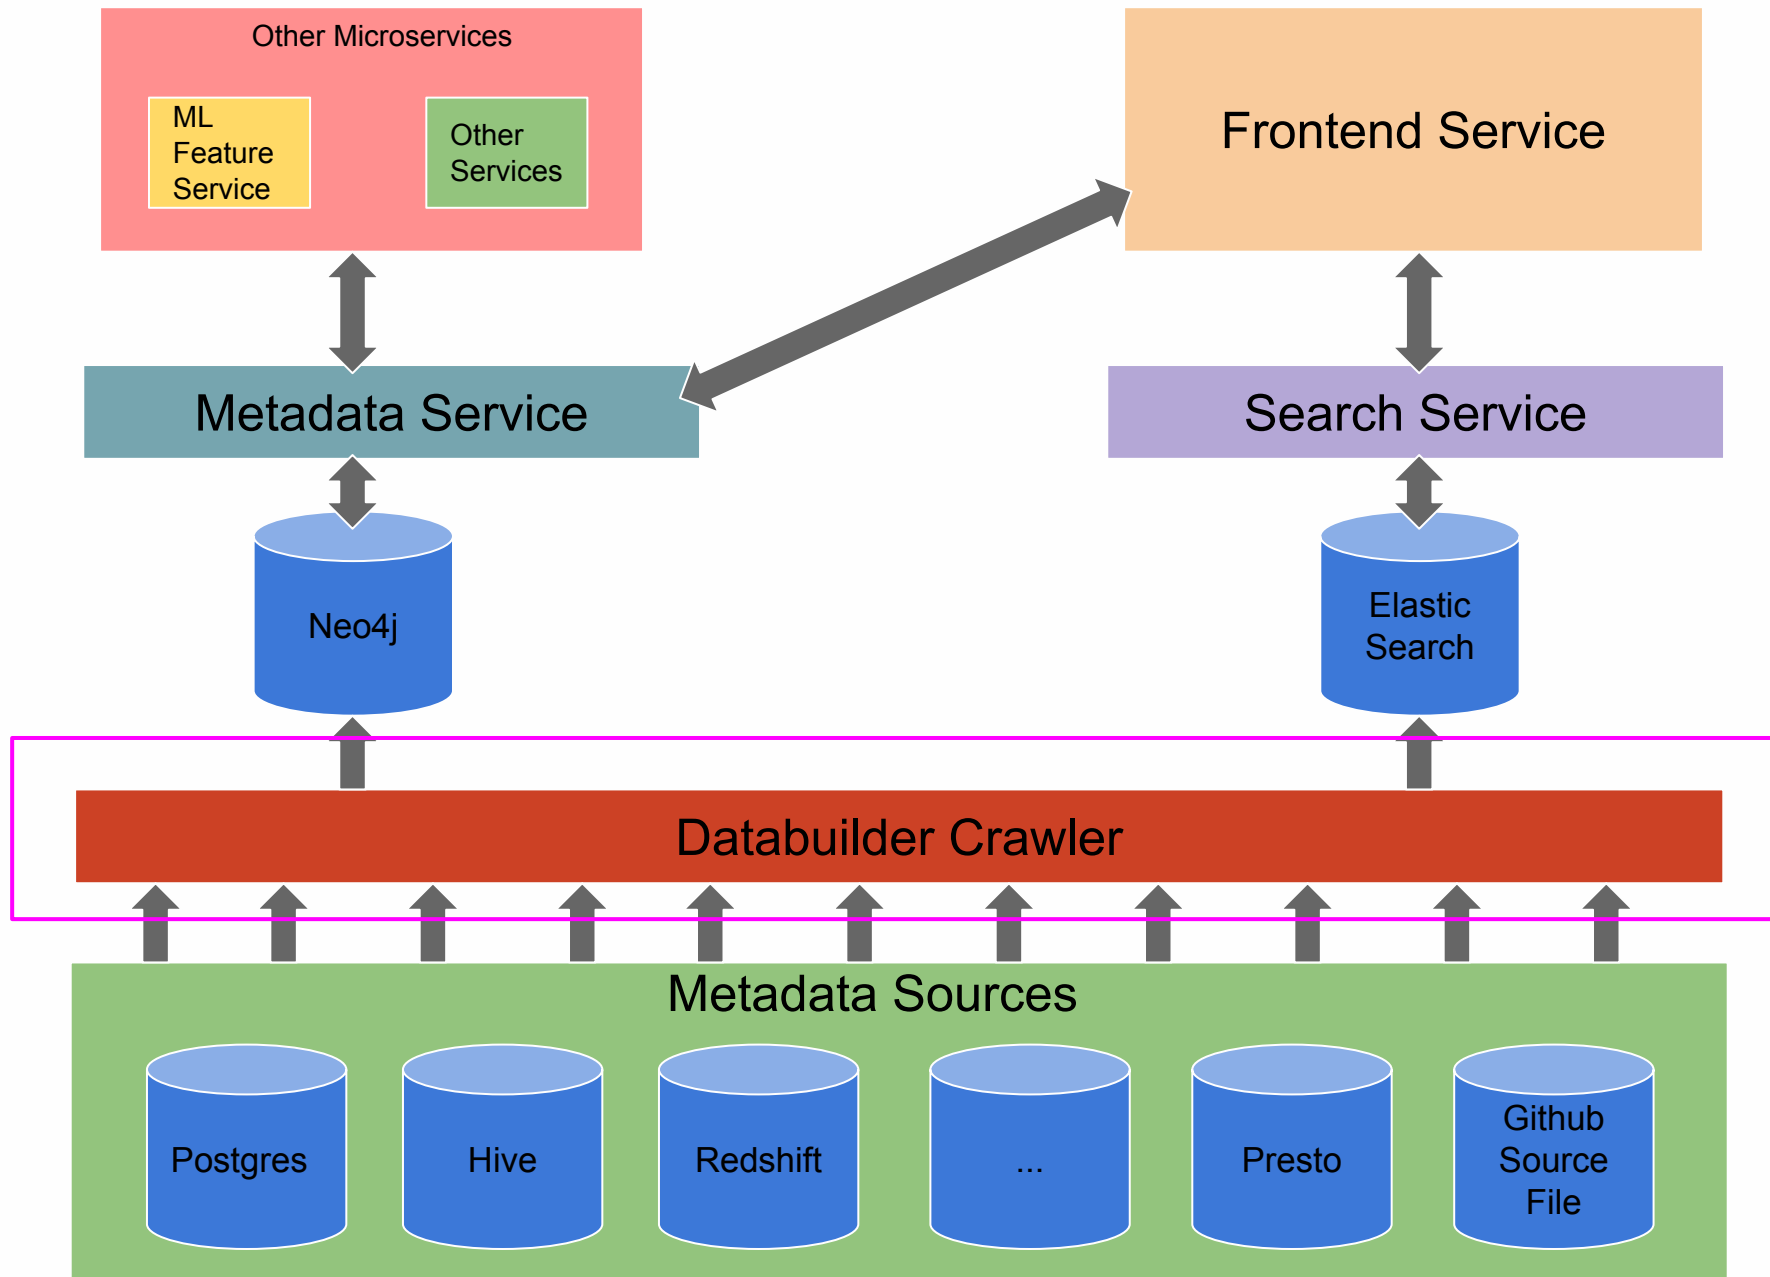 Other Microservices
ML
Feature
Service
Other
Services
Frontend Service
Metadata Service
Search Service
Neo4j
Elastic
Search
Databuilder Crawler
Metadata Sources
Postgres
Hive
Redshift
...
Presto
Github
Source
File